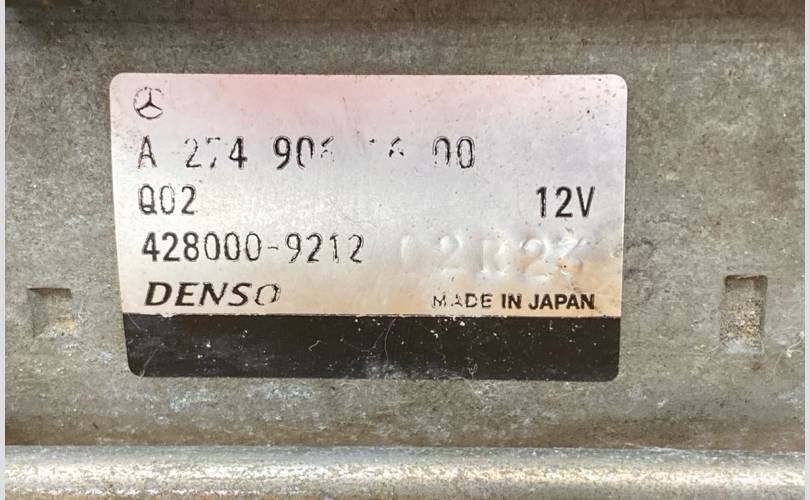 A 274 00
Q02 12V
428000-9212
DENSO MADE IN JAPAN